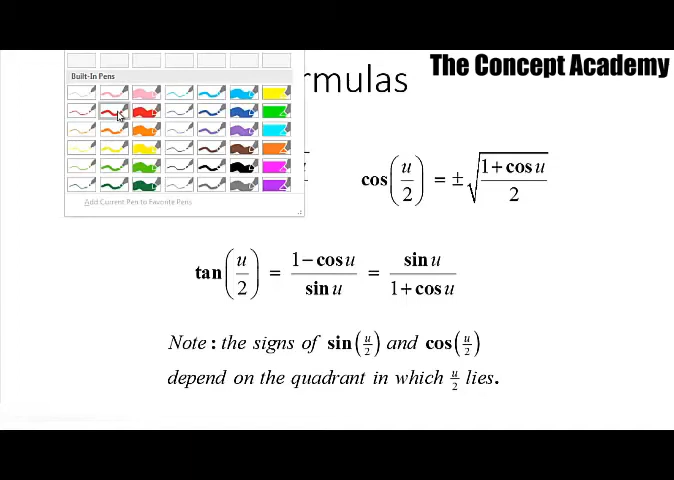 The Concept Academy
rmulas
Built-In Pens
Add Current Pen to Favorite Pens
cos(u/2) = ±√((1 + cos u)/2)
tan(u/2) = (1 − cos u)/(sin u) = (sin u)/(1 + cos u)
Note : the signs of sin(u/2) and cos(u/2)
depend on the quadrant in which u/2 lies.